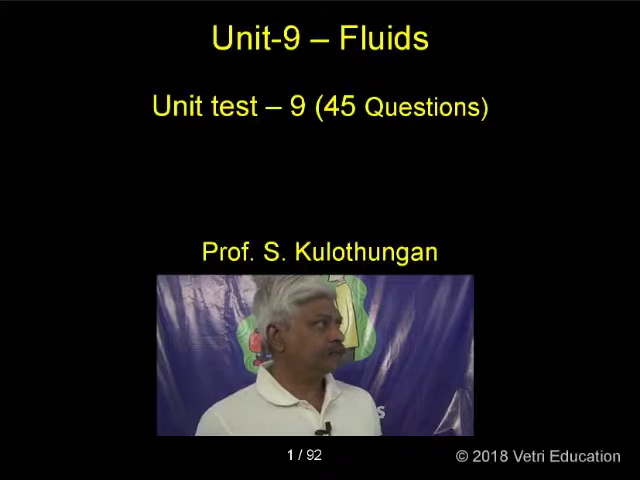 Unit-9 – Fluids
Unit test – 9 (45 Questions)
Prof. S. Kulothungan
1 / 92
© 2018 Vetri Education